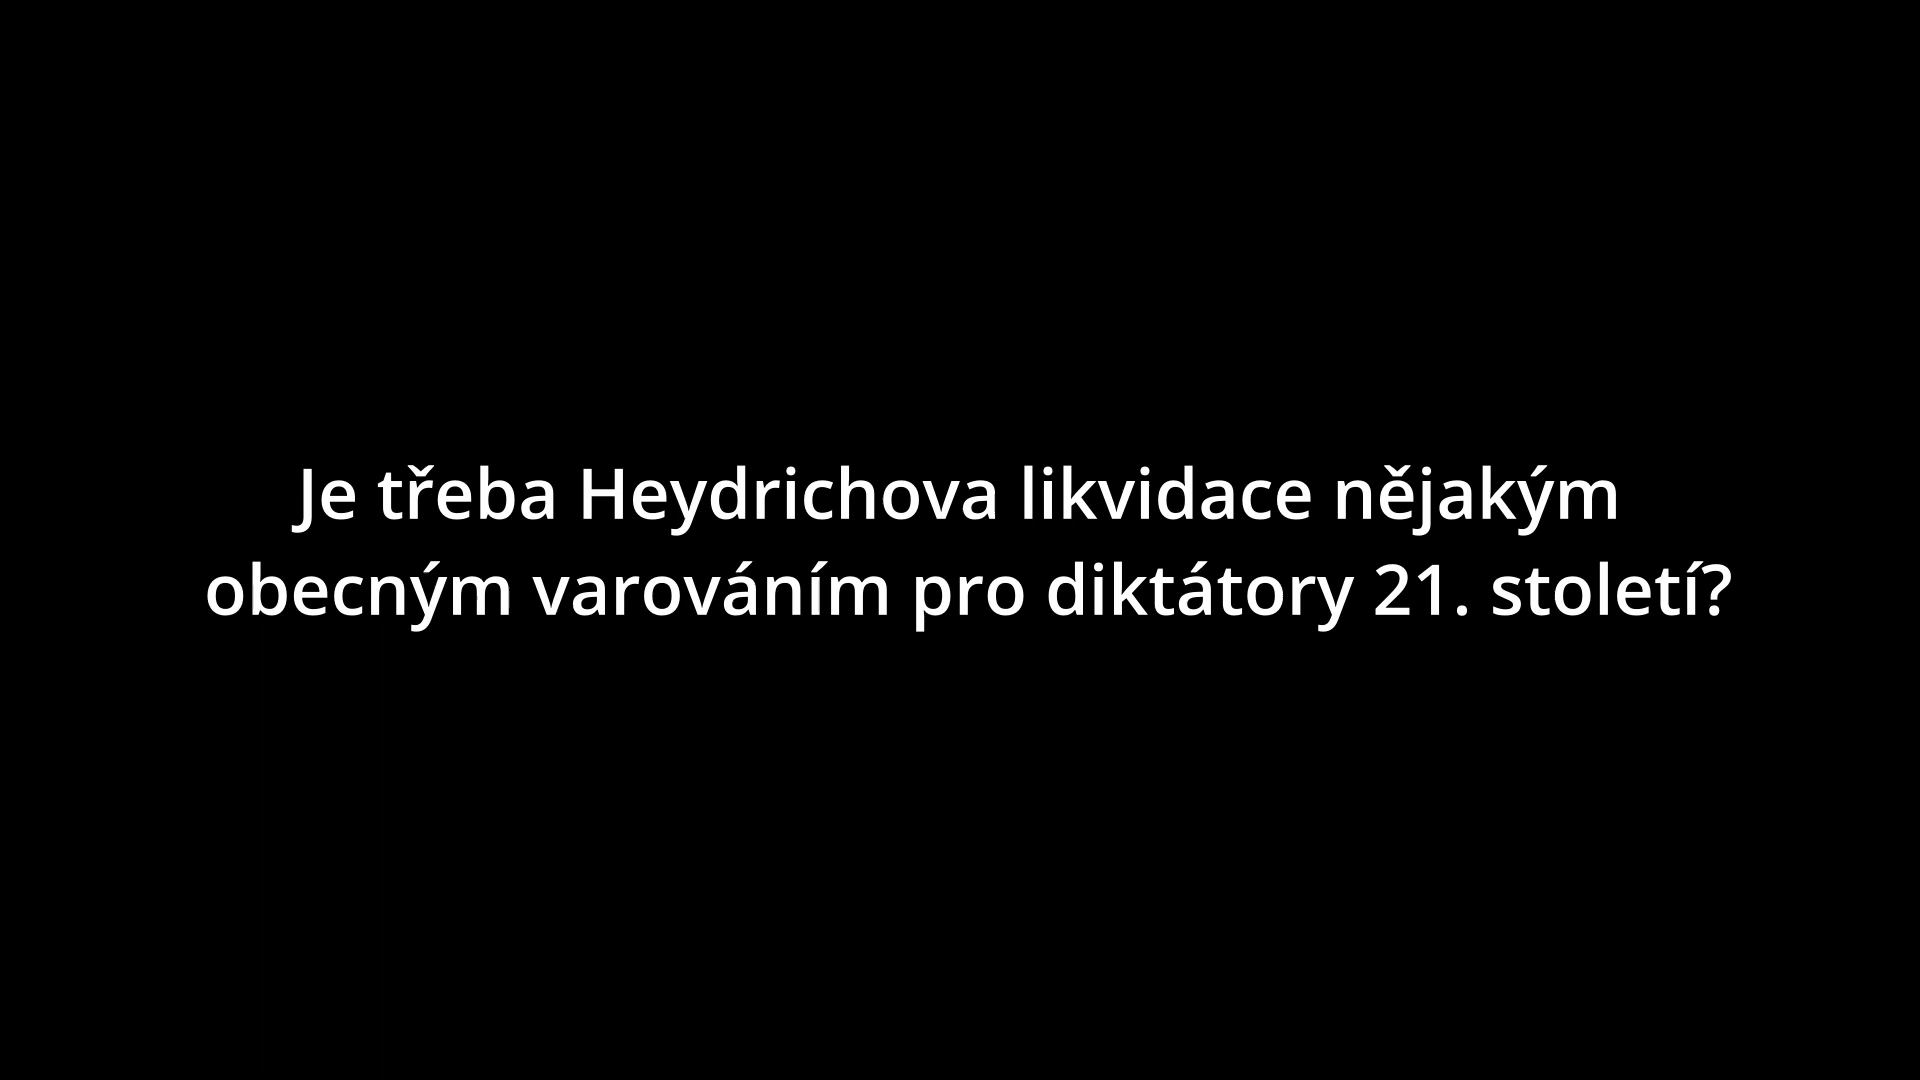 Je třeba Heydrichova likvidace nějakým
obecným varováním pro diktátory 21. století?